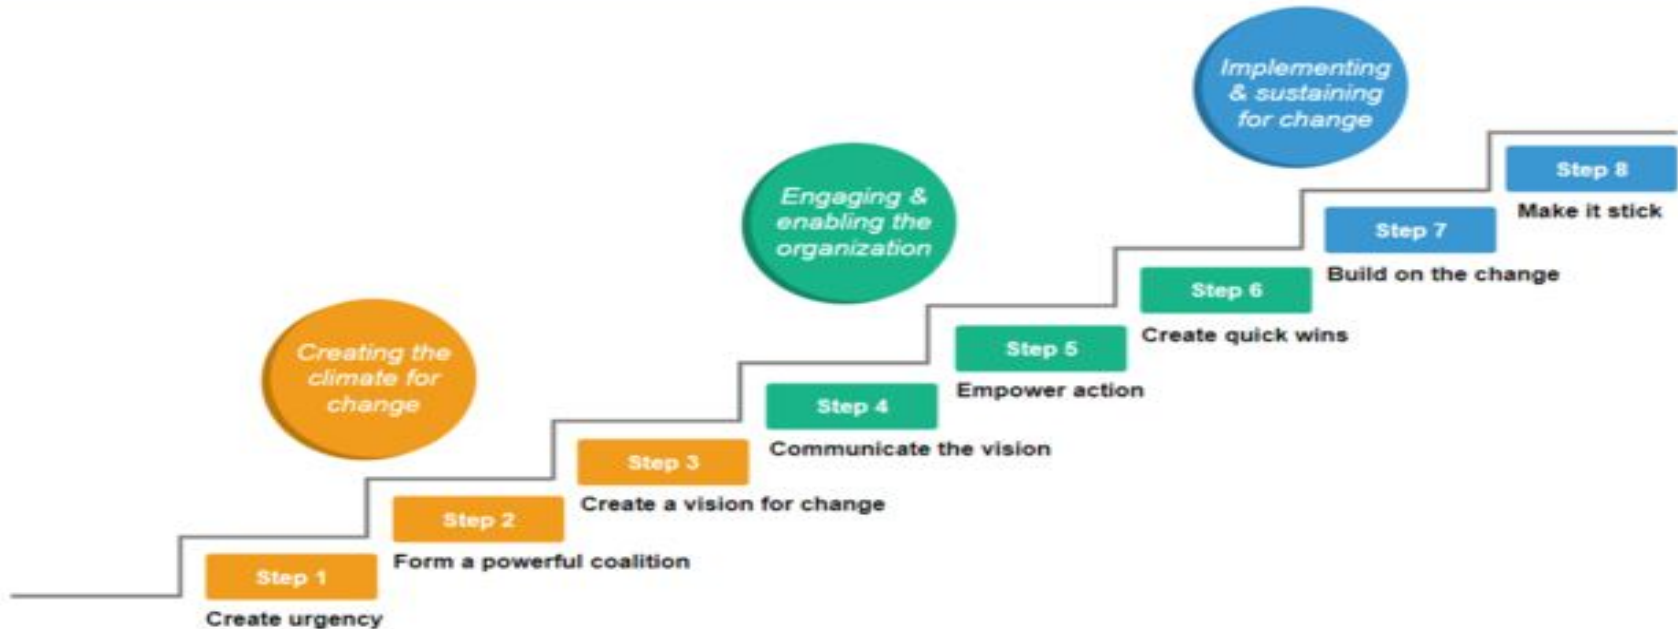 Creating the
climate for
change
Step 1
Create urgency
Step 2
Form a powerful coalition
Step 3
Create a vision for change
Engaging &
enabling the
organization
Step 4
Communicate the vision
Step 5
Empower action
Step 6
Create quick wins
Implementing
& sustaining
for change
Step 7
Build on the change
Step 8
Make it stick